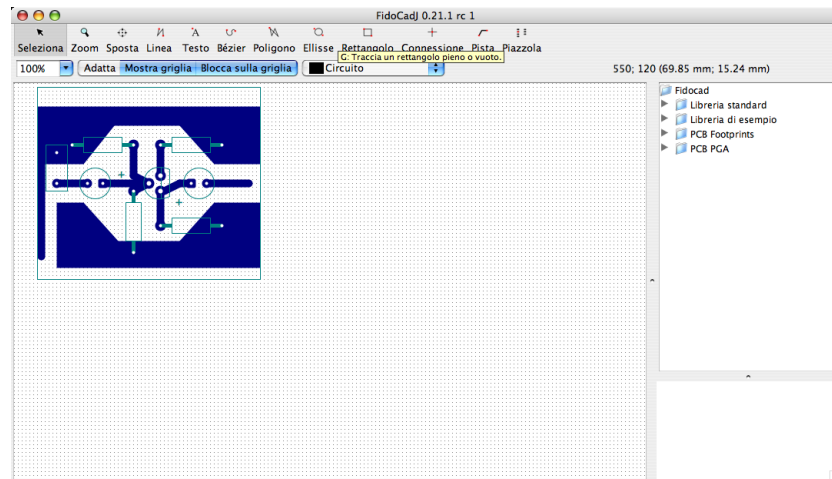 FidoCadJ 0.21.1 rc 1
Seleziona Zoom Sposta Linea Testo Bézier Poligono Ellisse Rettangolo Connessione Pista Piazzola
G: Traccia un rettangolo pieno o vuoto.
100% Adatta Mostra griglia Blocca sulla griglia Circuito 550; 120 (69.85 mm; 15.24 mm)
Fidocad
Libreria standard
Libreria di esempio
PCB Footprints
PCB PGA